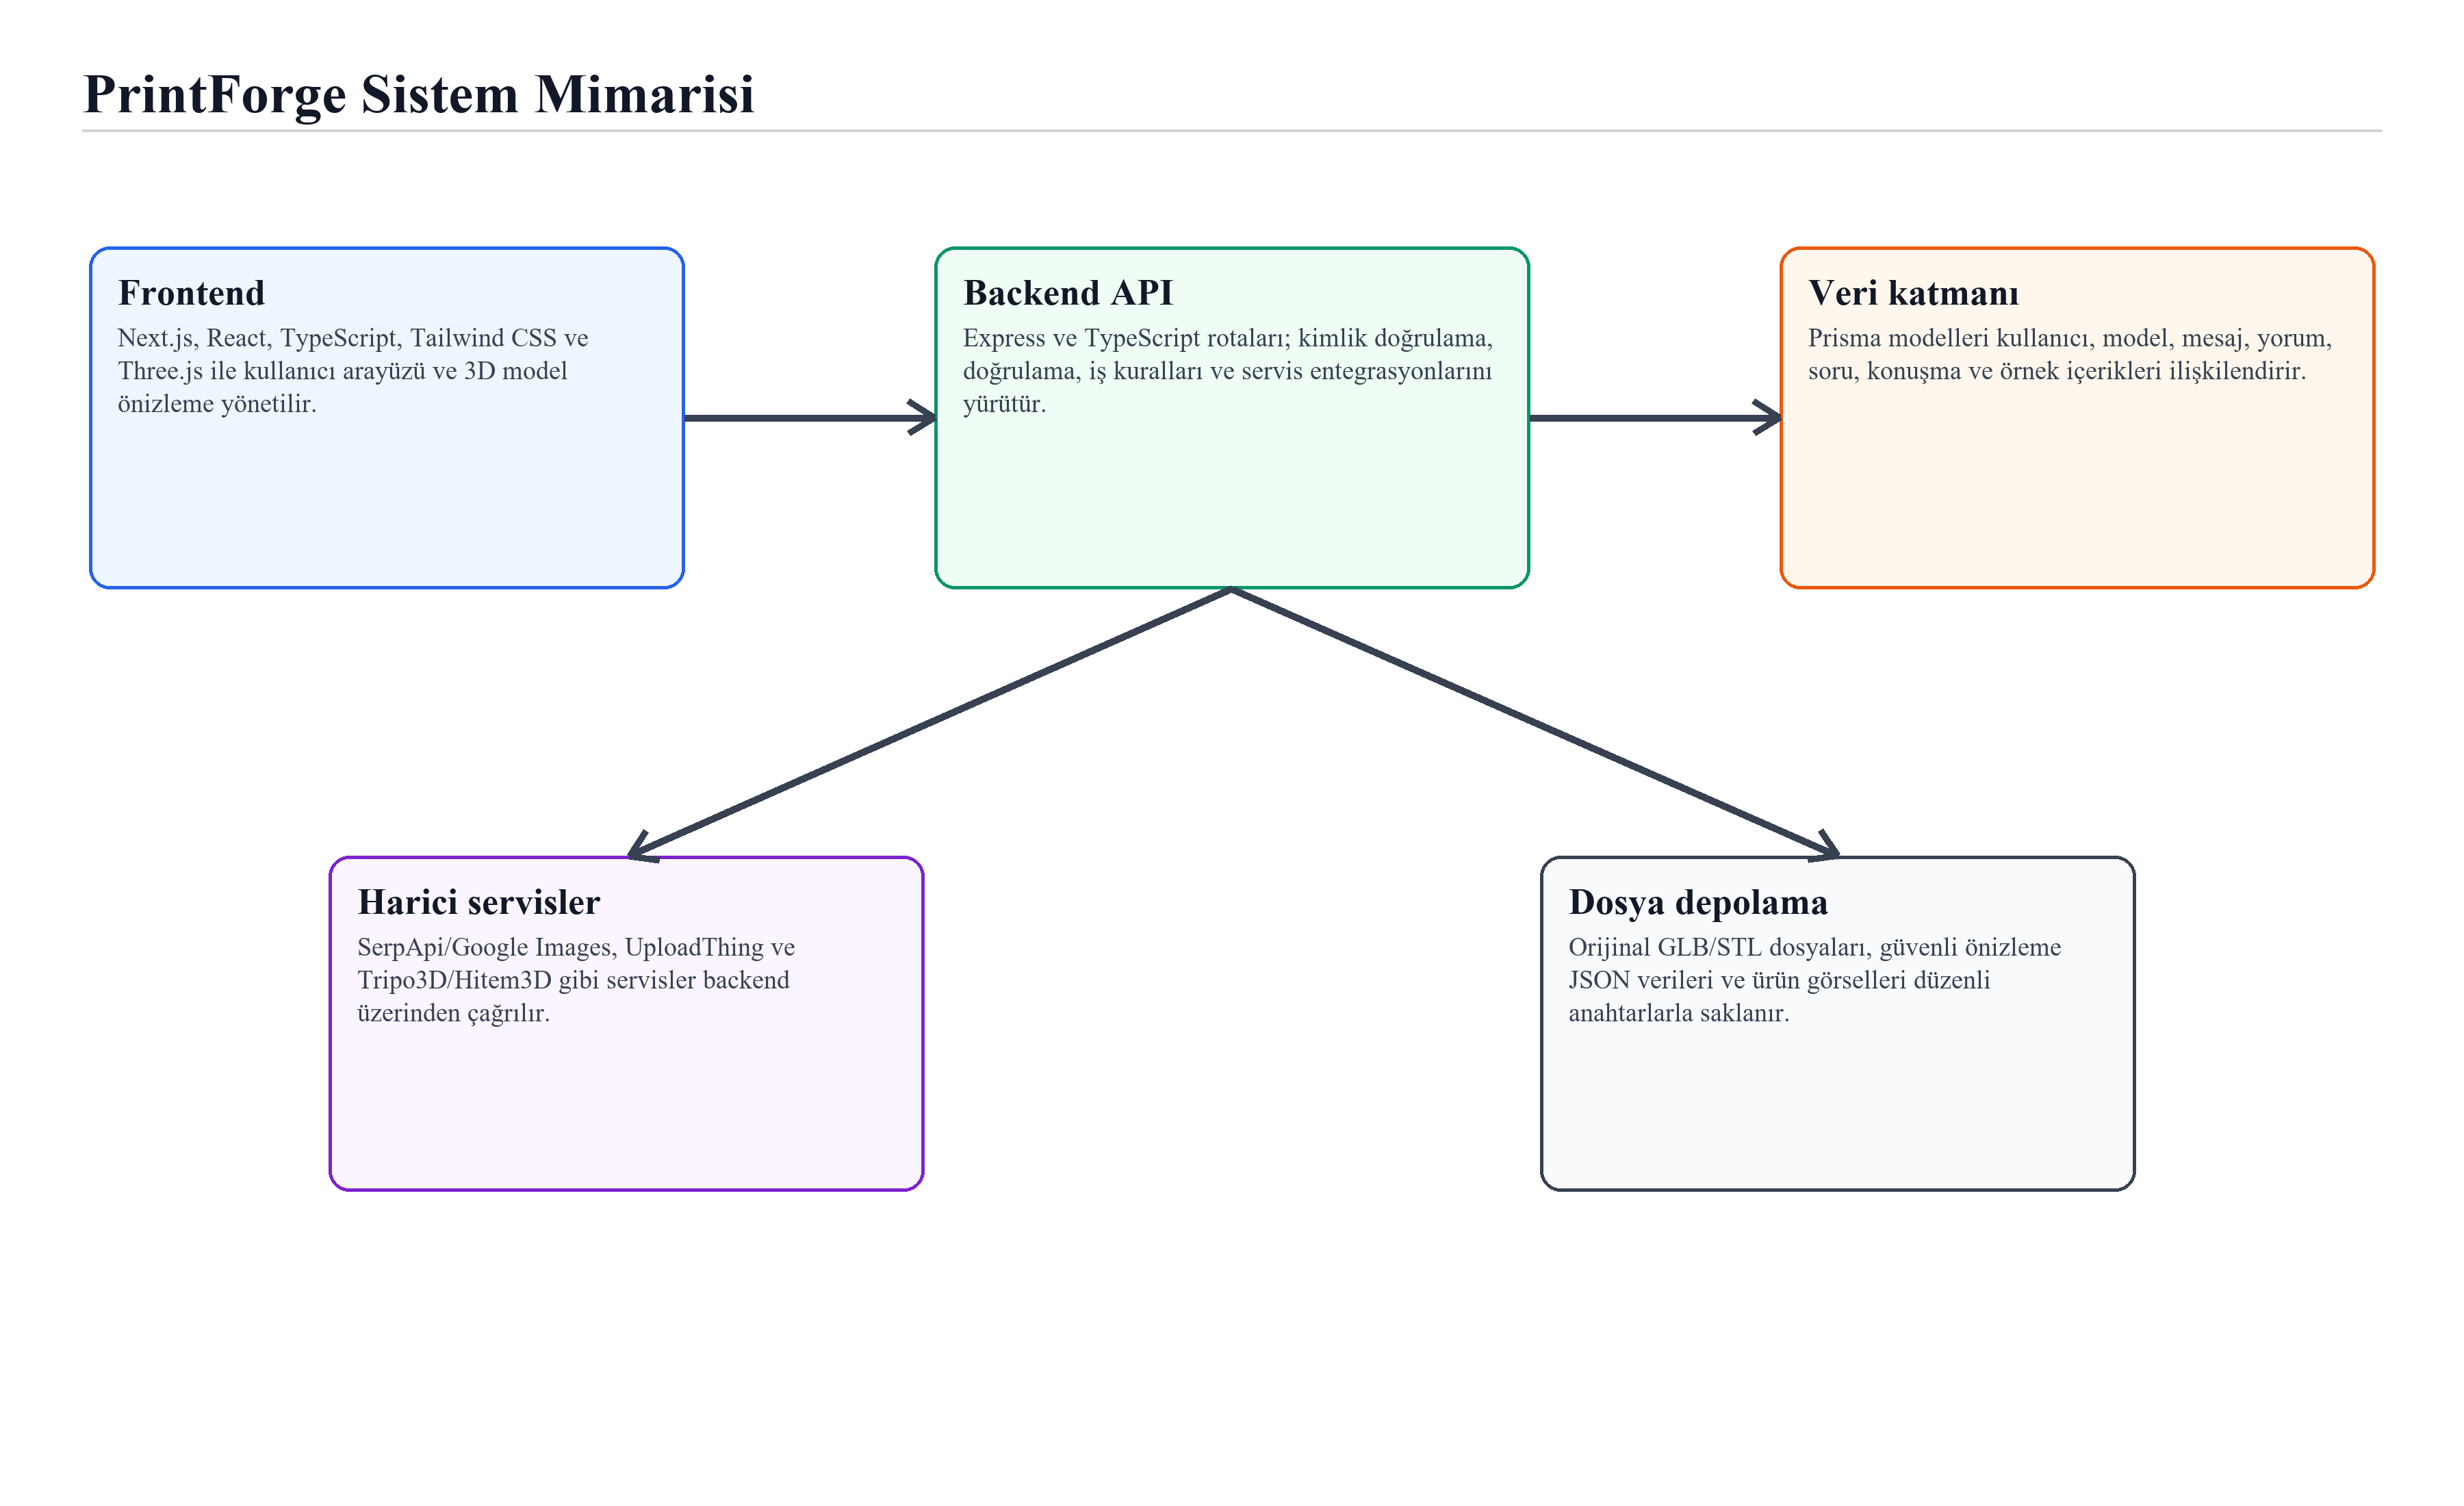 PrintForge Sistem Mimarisi
Frontend
Next.js, React, TypeScript, Tailwind CSS ve
Three.js ile kullanıcı arayüzü ve 3D model
önizleme yönetilir.
Backend API
Express ve TypeScript rotaları; kimlik doğrulama,
doğrulama, iş kuralları ve servis entegrasyonlarını
yürütür.
Veri katmanı
Prisma modelleri kullanıcı, model, mesaj, yorum,
soru, konuşma ve örnek içerikleri ilişkilendirir.
Harici servisler
SerpApi/Google Images, UploadThing ve
Tripo3D/Hitem3D gibi servisler backend
üzerinden çağrılır.
Dosya depolama
Orijinal GLB/STL dosyaları, güvenli önizleme
JSON verileri ve ürün görselleri düzenli
anahtarlarla saklanır.